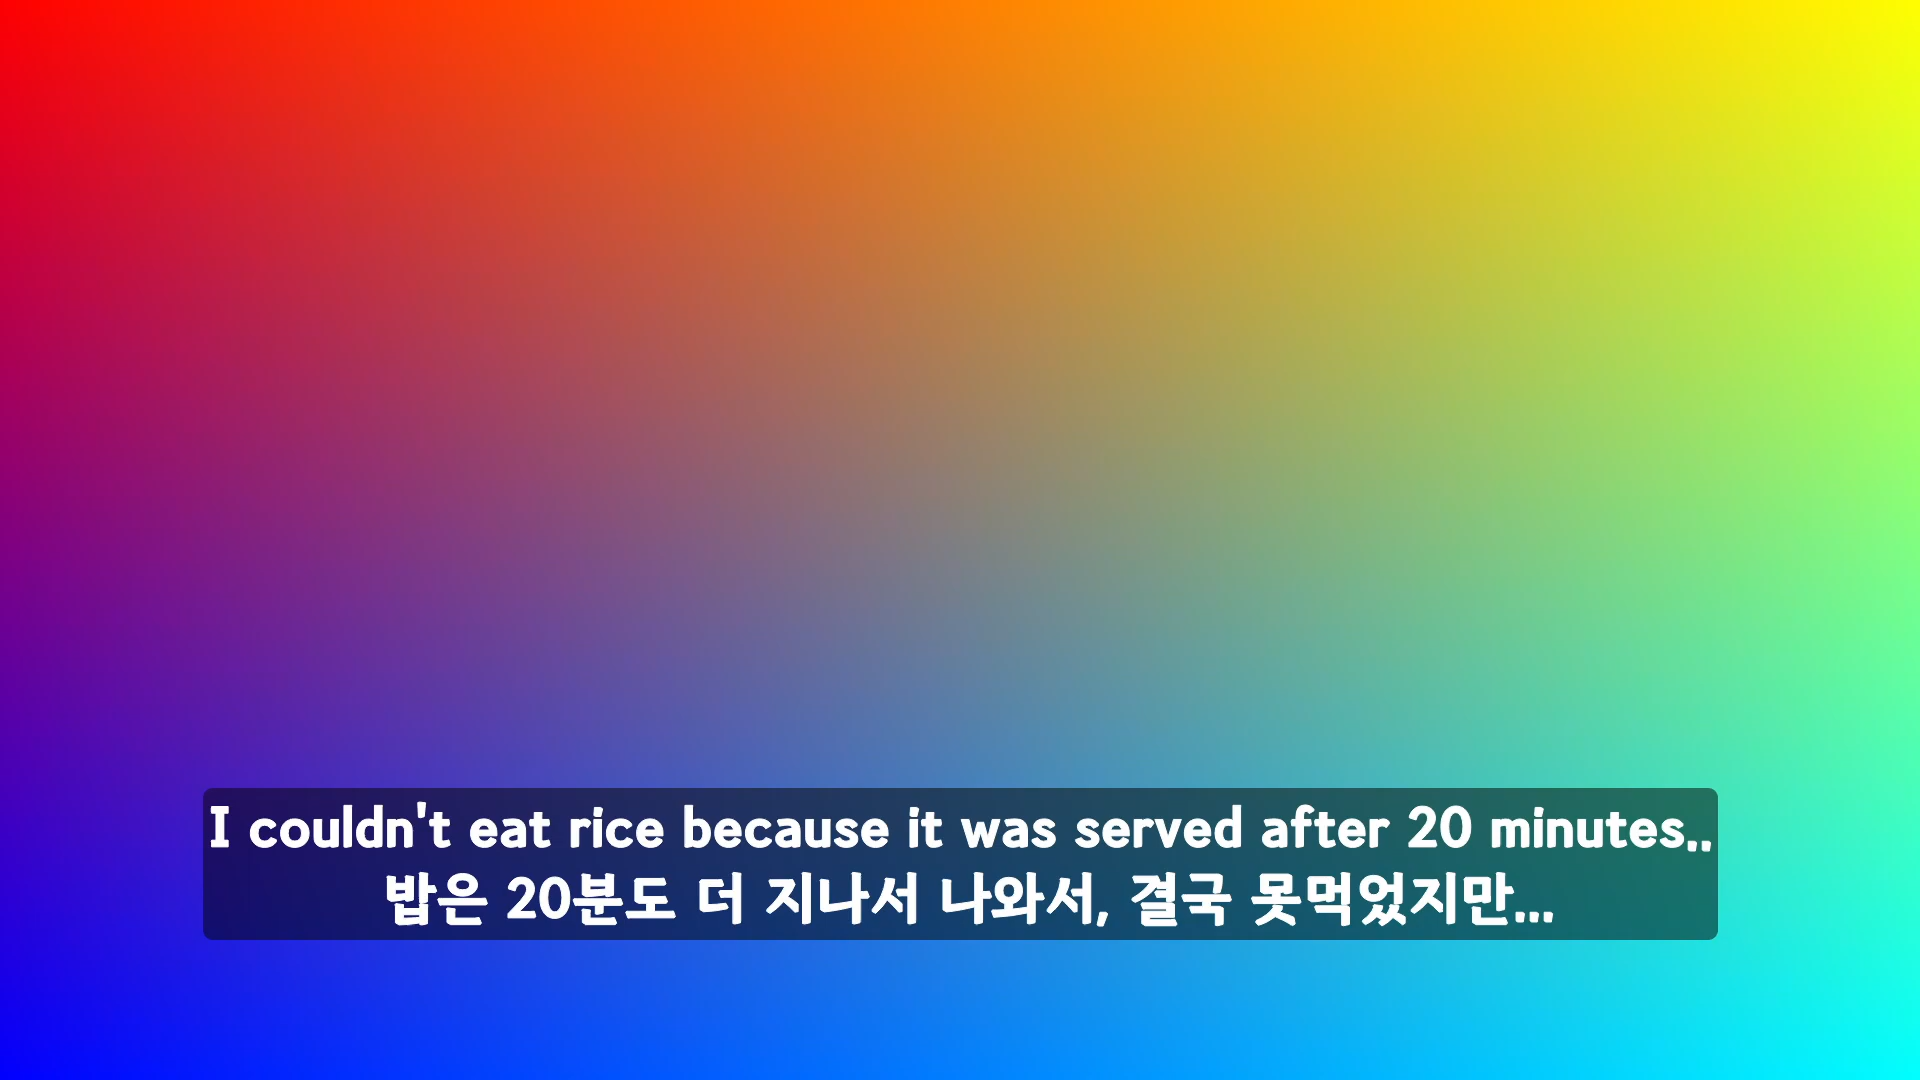 I couldn't eat rice because it was served after 20 minutes..
밥은 20분도 더 지나서 나와서, 결국 못먹었지만...